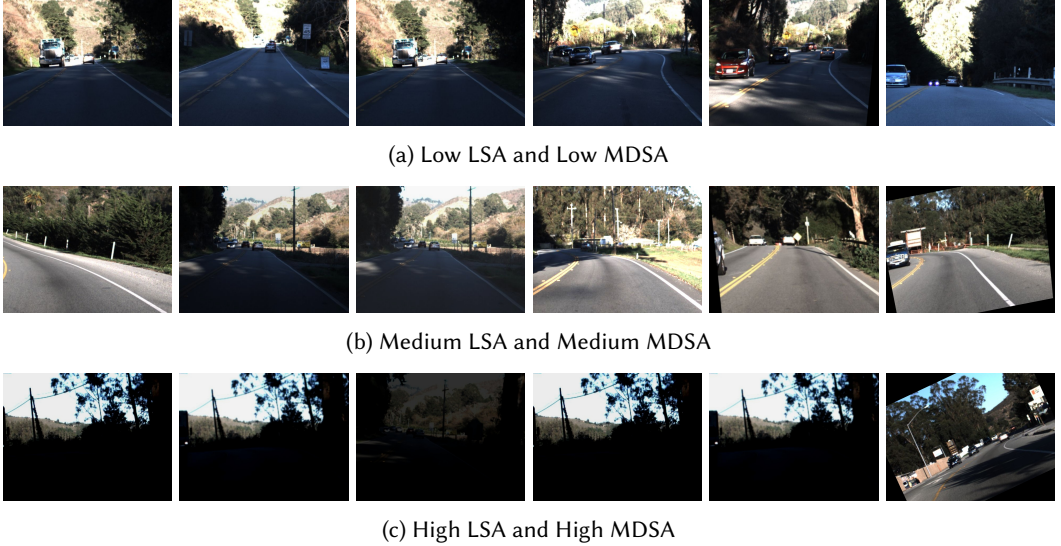 (a) Low LSA and Low MDSA
(b) Medium LSA and Medium MDSA
(c) High LSA and High MDSA